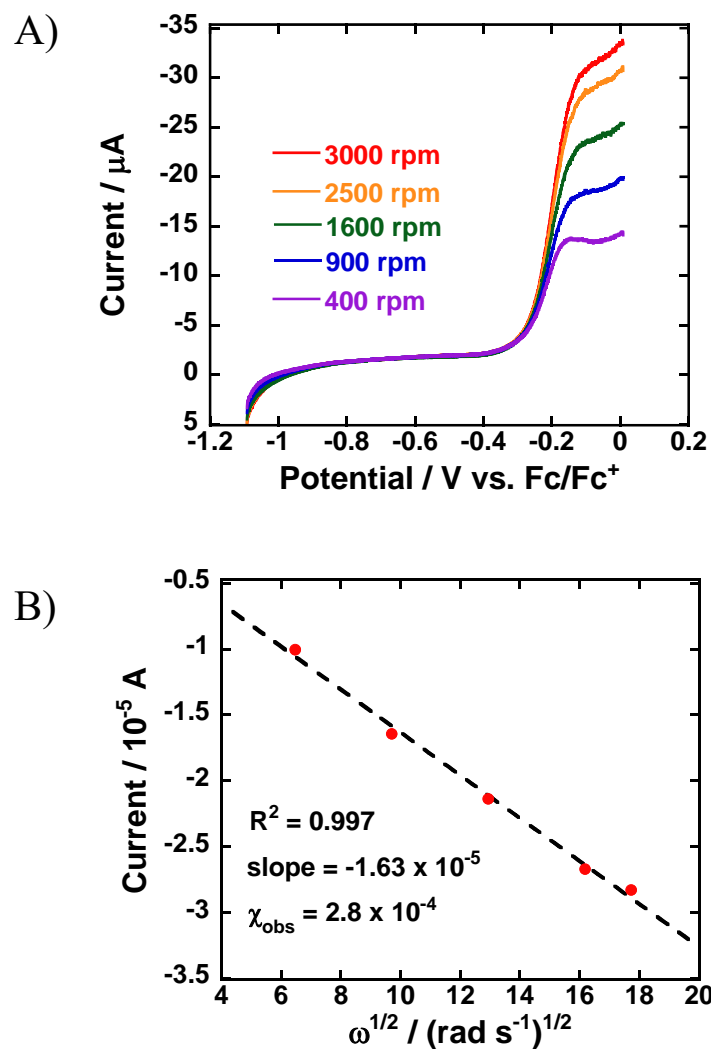 A)
Current / μA
-35
-30
-25
-20
-15
-10
-5
0
5
3000 rpm
2500 rpm
1600 rpm
900 rpm
400 rpm
-1.2 -1 -0.8 -0.6 -0.4 -0.2 0 0.2
Potential / V vs. Fc/Fc⁺
B)
Current / 10⁻⁵ A
-0.5
-1
-1.5
-2
-2.5
-3
-3.5
R² = 0.997
slope = -1.63 x 10⁻⁵
χobs = 2.8 x 10⁻⁴
4 6 8 10 12 14 16 18 20
ω¹/² / (rad s⁻¹)¹/²